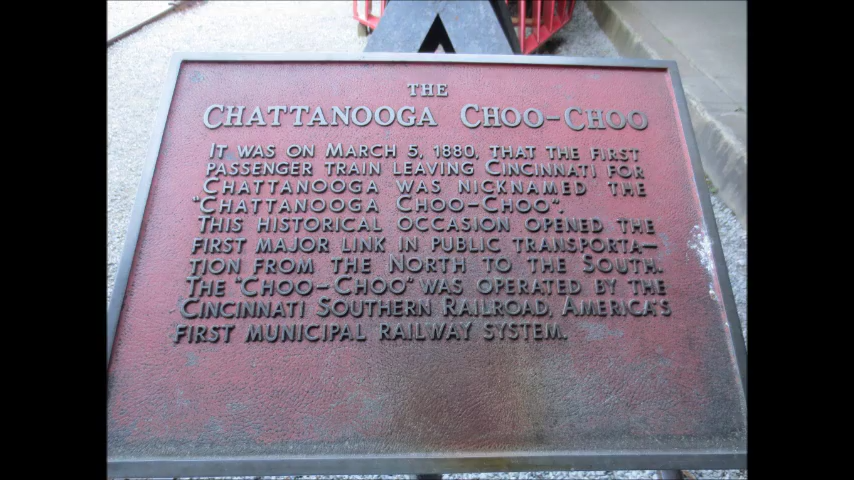 THE
CHATTANOOGA CHOO-CHOO
IT WAS ON MARCH 5, 1880, THAT THE FIRST
PASSENGER TRAIN LEAVING CINCINNATI FOR
CHATTANOOGA WAS NICKNAMED THE
"CHATTANOOGA CHOO-CHOO".
THIS HISTORICAL OCCASION OPENED THE
FIRST MAJOR LINK IN PUBLIC TRANSPORTA-
TION FROM THE NORTH TO THE SOUTH.
THE "CHOO-CHOO" WAS OPERATED BY THE
CINCINNATI SOUTHERN RAILROAD, AMERICA'S
FIRST MUNICIPAL RAILWAY SYSTEM.